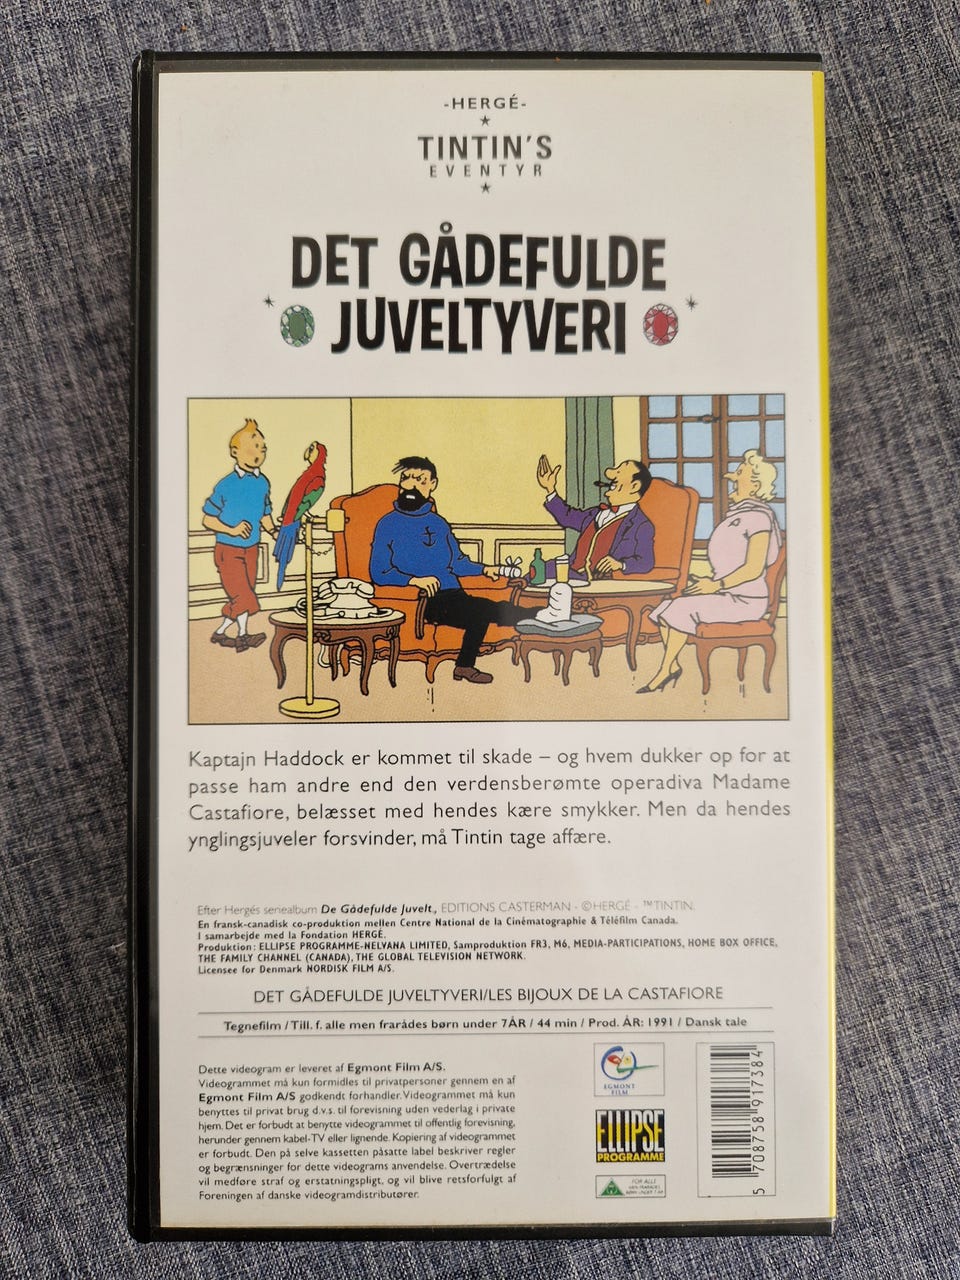 -HERGÉ-
TINTIN'S
EVENTYR
DET GÅDEFULDE
JUVELTYVERI
Kaptajn Haddock er kommet til skade – og hvem dukker op for at
passe ham andre end den verdensberømte operadiva Madame
Castafiore, belæsset med hendes kære smykker. Men da hendes
ynglingsjuveler forsvinder, må Tintin tage affære.
Efter Hergés seriealbum De Gådefulde Juvelt., EDITIONS CASTERMAN - ©HERGÉ - ™TINTIN.
En fransk-canadisk co-produktion mellen Centre National de la Cinématographie & Téléfilm Canada.
I samarbejde med la Fondation HERGÉ.
Produktion: ELLIPSE PROGRAMME-NELVANA LIMITED, Samproduktion FR3, M6, MEDIA-PARTICIPATIONS, HOME BOX OFFICE,
THE FAMILY CHANNEL (CANADA), THE GLOBAL TELEVISION NETWORK.
Licensee for Denmark NORDISK FILM A/S.
DET GÅDEFULDE JUVELTYVERI/LES BIJOUX DE LA CASTAFIORE
Tegnefilm / Till. f. alle men frarådes børn under 7ÅR / 44 min / Prod. ÅR: 1991 / Dansk tale
Dette videogram er leveret af Egmont Film A/S.
Videogrammet må kun formidles til privatpersoner gennem en af
Egmont Film A/S godkendt forhandler. Videogrammet må kun
benyttes til privat brug d.v.s. til forevisning uden vederlag i private
hjem. Det er forbudt at benytte videogrammet til offentlig forevisning,
herunder gennem kabel-TV eller lignende. Kopiering af videogrammet
er forbudt. Den på selve kassetten påsatte label beskriver regler
og begrænsninger for dette videograms anvendelse. Overtrædelse
vil medføre straf og erstatningspligt, og vil blive retsforfulgt af
Foreningen af danske videogramdistributører.
EGMONT
FILM
ELLIPSE
PROGRAMME
FOR ALLE
MEN FRARÅDES
BØRN UNDER 7 ÅR
5 708758 917384